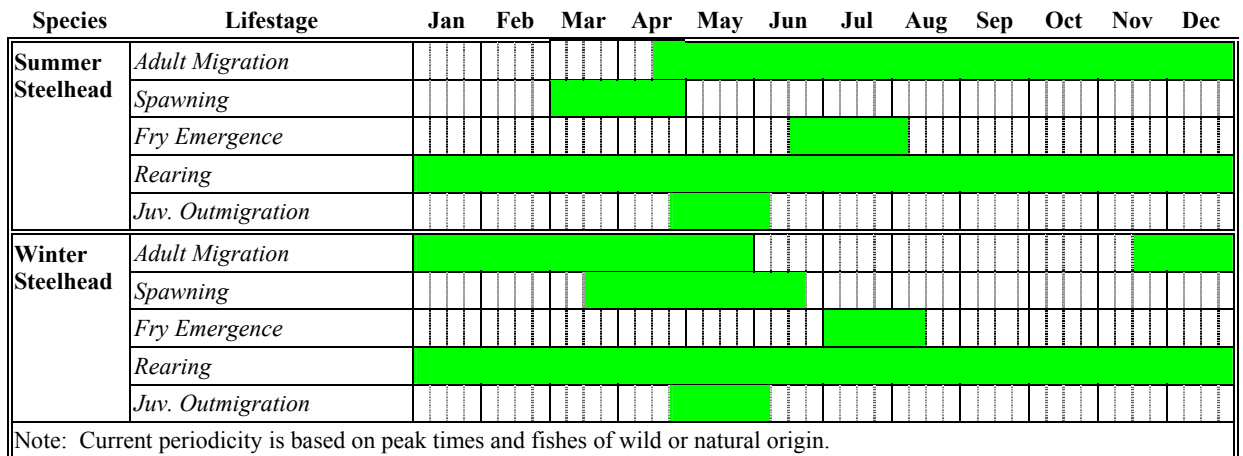 Species Lifestage Jan Feb Mar Apr May Jun Jul Aug Sep Oct Nov Dec
Summer Steelhead Adult Migration
Spawning
Fry Emergence
Rearing
Juv. Outmigration
Winter Steelhead Adult Migration
Spawning
Fry Emergence
Rearing
Juv. Outmigration
Note: Current periodicity is based on peak times and fishes of wild or natural origin.